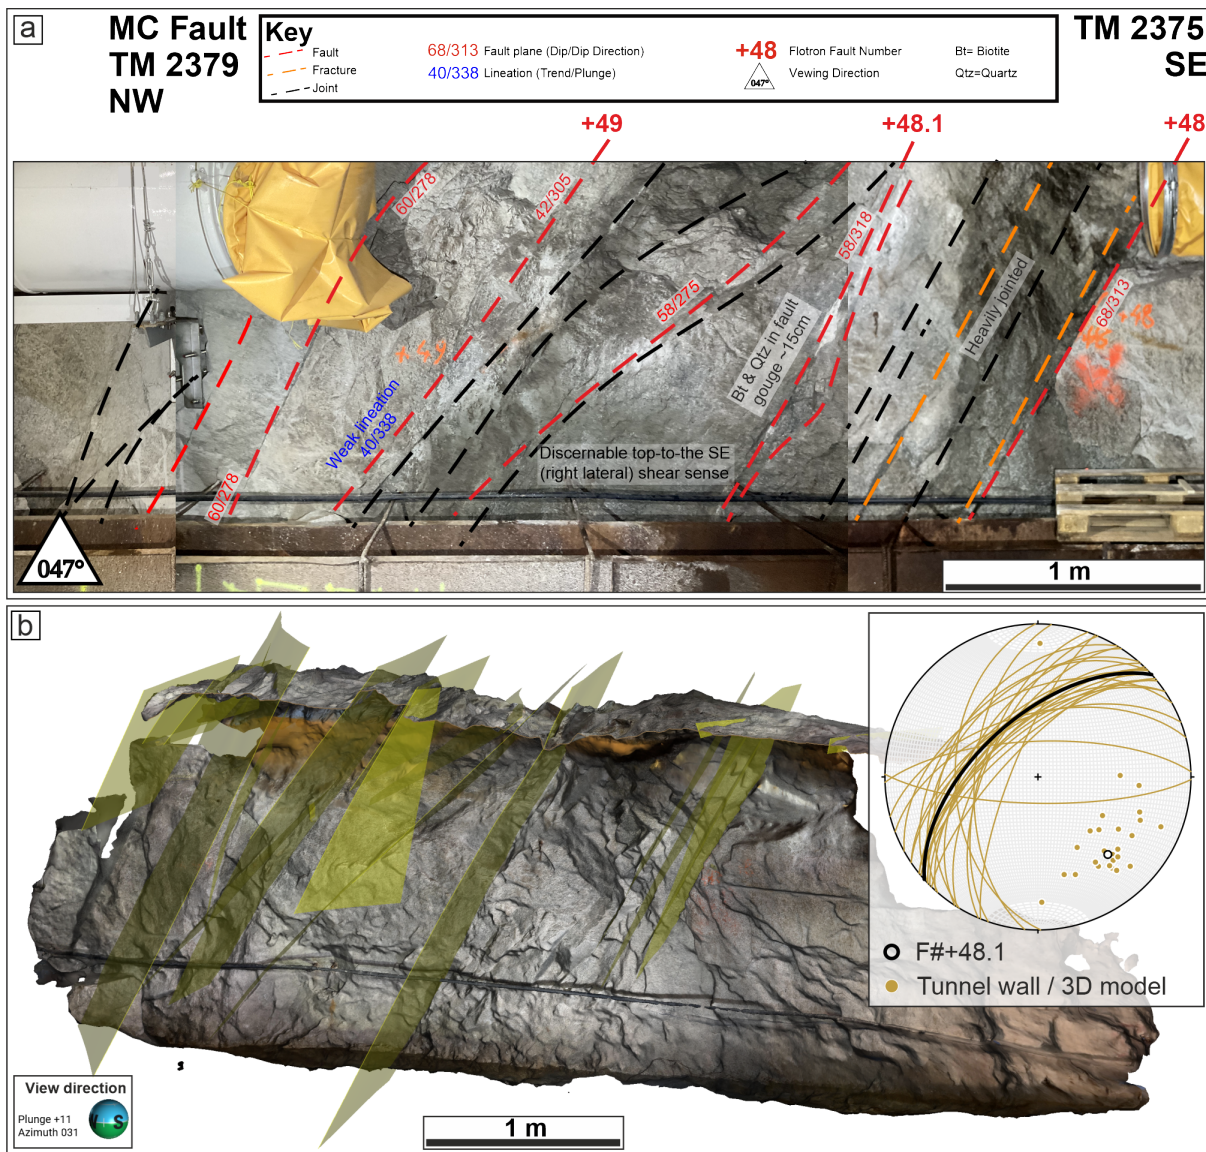 a
MC Fault
TM 2379
NW
Key
Fault
Fracture
Joint
68/313 Fault plane (Dip/Dip Direction)
40/338 Lineation (Trend/Plunge)
+48 Flotron Fault Number
047° Vewing Direction
Bt= Biotite
Qtz=Quartz
TM 2375
SE
+49
+48.1
+48
60/278
42/305
58/275
58/318
68/313
60/278
Weak lineation
40/338
Bt & Qtz in fault
gouge ~15cm
Heavily jointed
Discernable top-to-the SE
(right lateral) shear sense
047°
1 m
b
F#+48.1
Tunnel wall / 3D model
View direction
Plunge +11
Azimuth 031
S
1 m